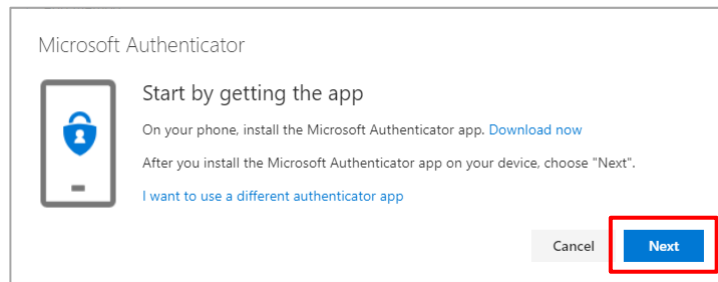 Microsoft Authenticator
Start by getting the app
On your phone, install the Microsoft Authenticator app. Download now
After you install the Microsoft Authenticator app on your device, choose "Next".
I want to use a different authenticator app
Cancel Next